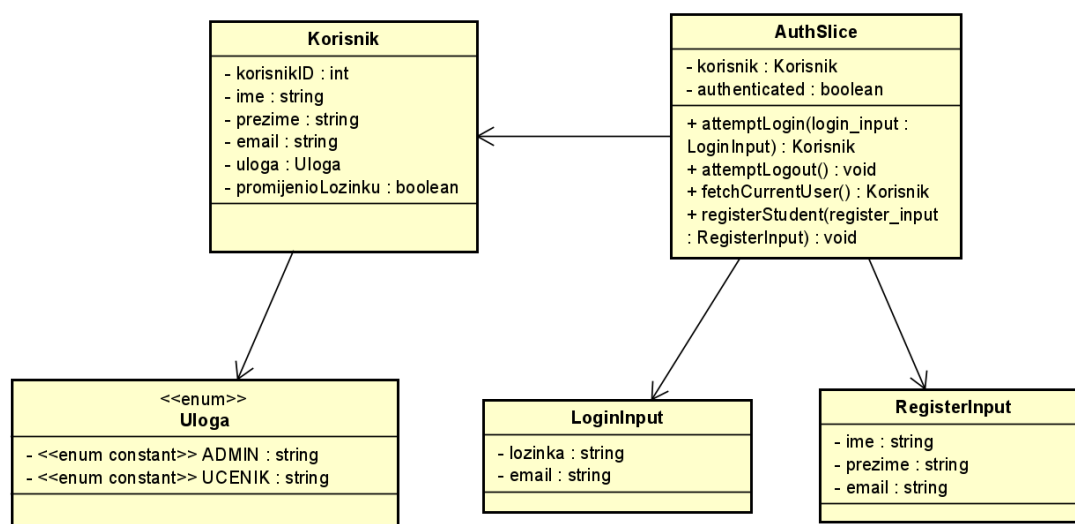 Korisnik
- korisnikID : int
- ime : string
- prezime : string
- email : string
- uloga : Uloga
- promijenioLozinku : boolean
AuthSlice
- korisnik : Korisnik
- authenticated : boolean
+ attemptLogin(login_input :
LoginInput) : Korisnik
+ attemptLogout() : void
+ fetchCurrentUser() : Korisnik
+ registerStudent(register_input
: RegisterInput) : void
<<enum>>
Uloga
- <<enum constant>> ADMIN : string
- <<enum constant>> UCENIK : string
LoginInput
- lozinka : string
- email : string
RegisterInput
- ime : string
- prezime : string
- email : string